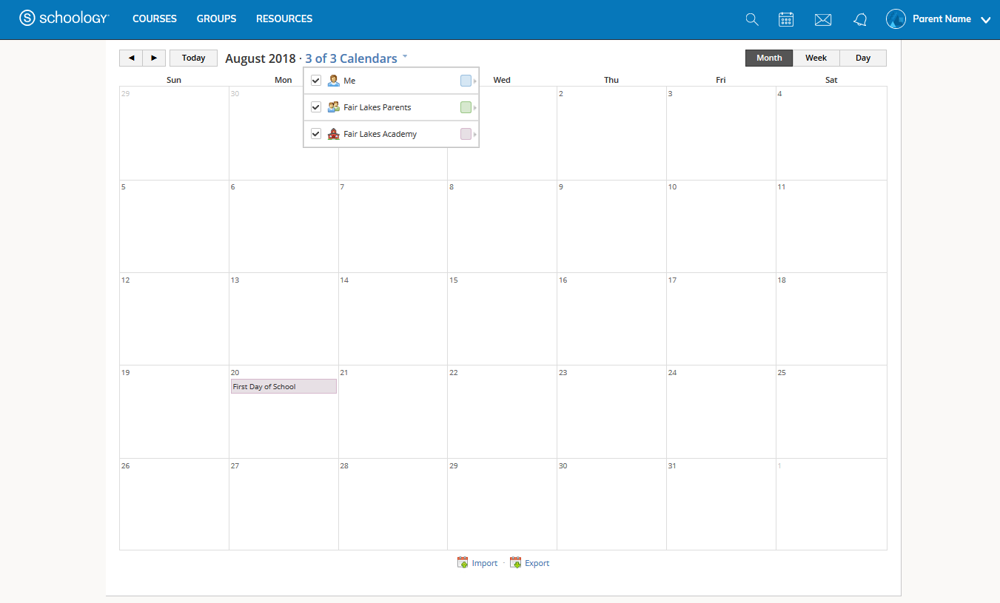 schoology COURSES GROUPS RESOURCES Parent Name
Today August 2018 · 3 of 3 Calendars Month Week Day
Sun Mon Wed Thu Fri Sat
Me
Fair Lakes Parents
Fair Lakes Academy
29 30 2 3 4
5 6 7 8 9 10 11
12 13 14 15 16 17 18
19 20 21 22 23 24 25
First Day of School
26 27 28 29 30 31 1
Import · Export